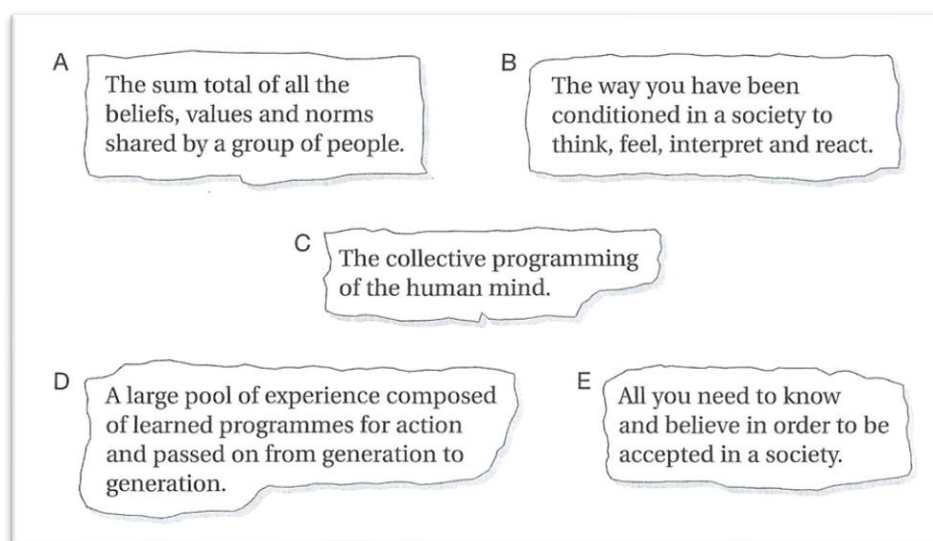 A
The sum total of all the
beliefs, values and norms
shared by a group of people.
B
The way you have been
conditioned in a society to
think, feel, interpret and react.
C
The collective programming
of the human mind.
D
A large pool of experience composed
of learned programmes for action
and passed on from generation to
generation.
E
All you need to know
and believe in order to be
accepted in a society.